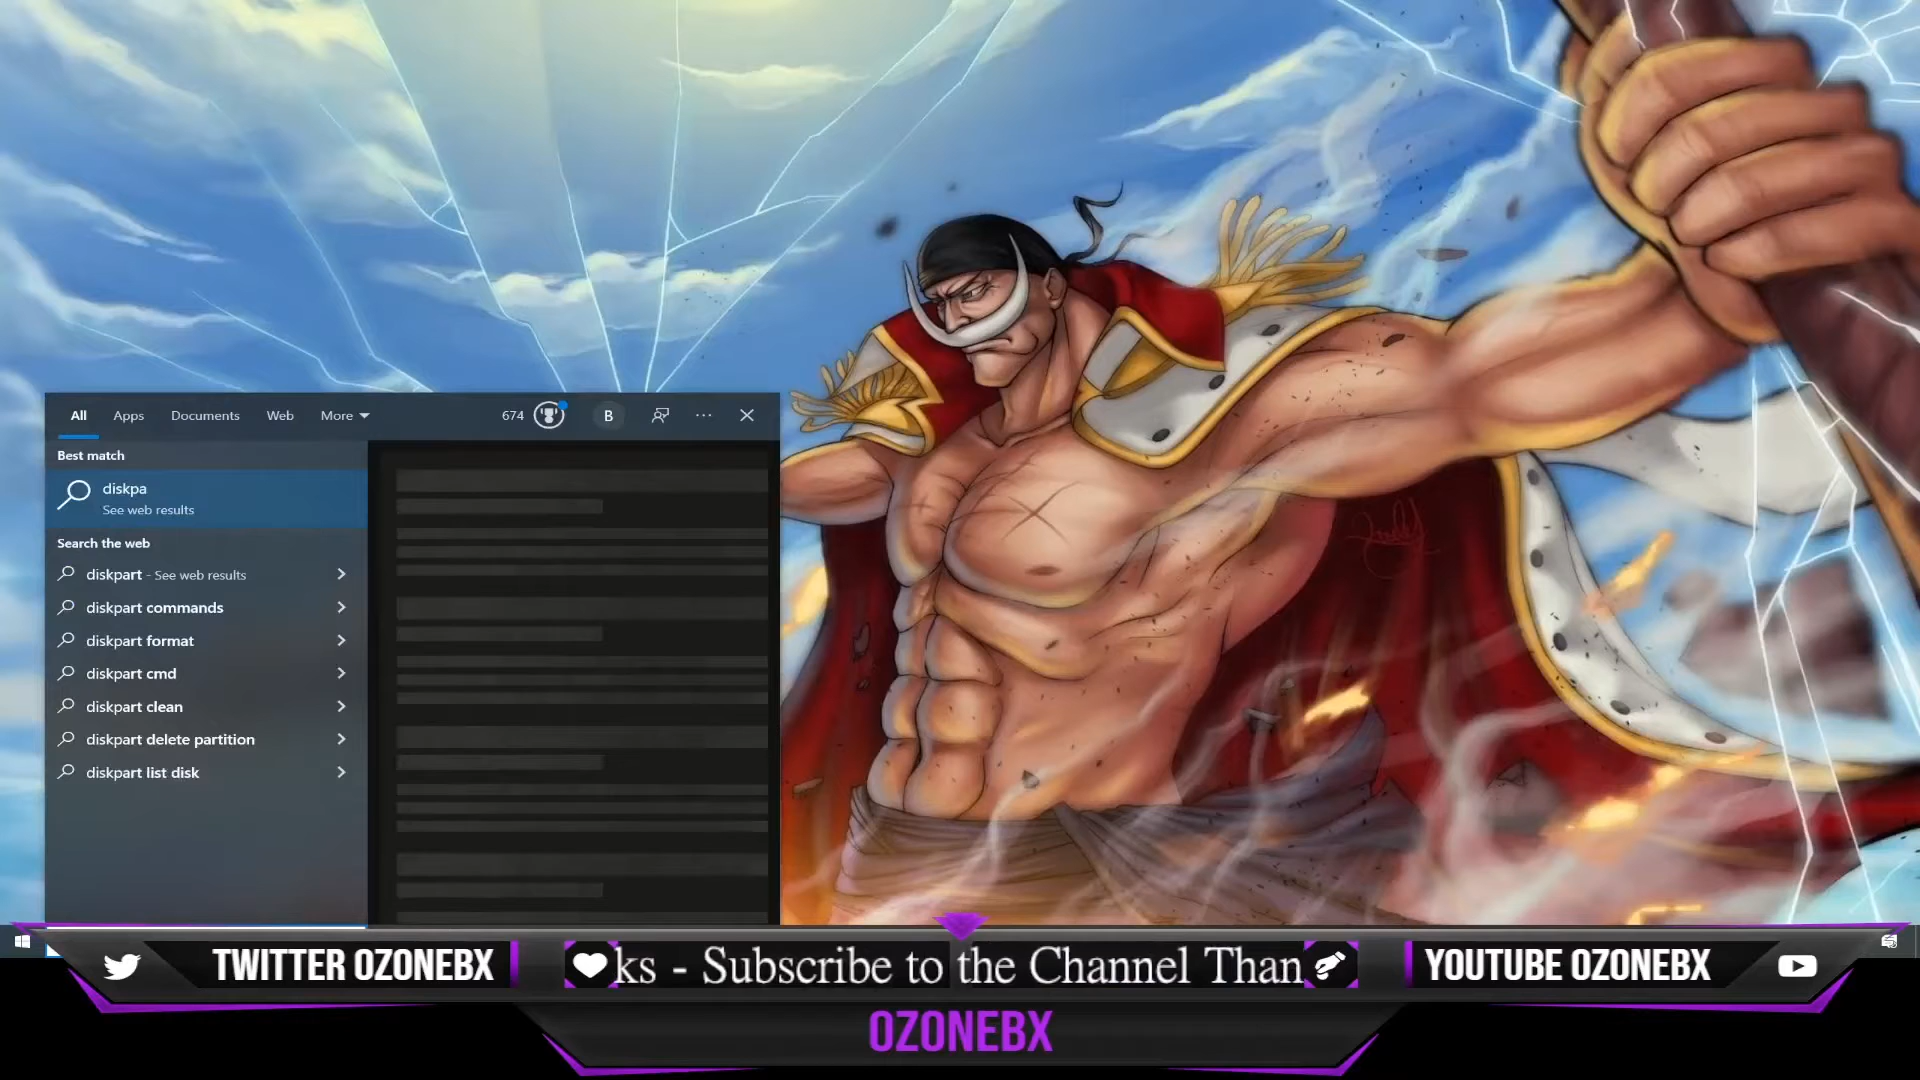 All Apps Documents Web More 674 B
Best match
diskpa
See web results
Search the web
diskpart - See web results
diskpart commands
diskpart format
diskpart cmd
diskpart clean
diskpart delete partition
diskpart list disk
TWITTER OZONEBX
ks - Subscribe to the Channel Than
YOUTUBE OZONEBX
OZONEBX